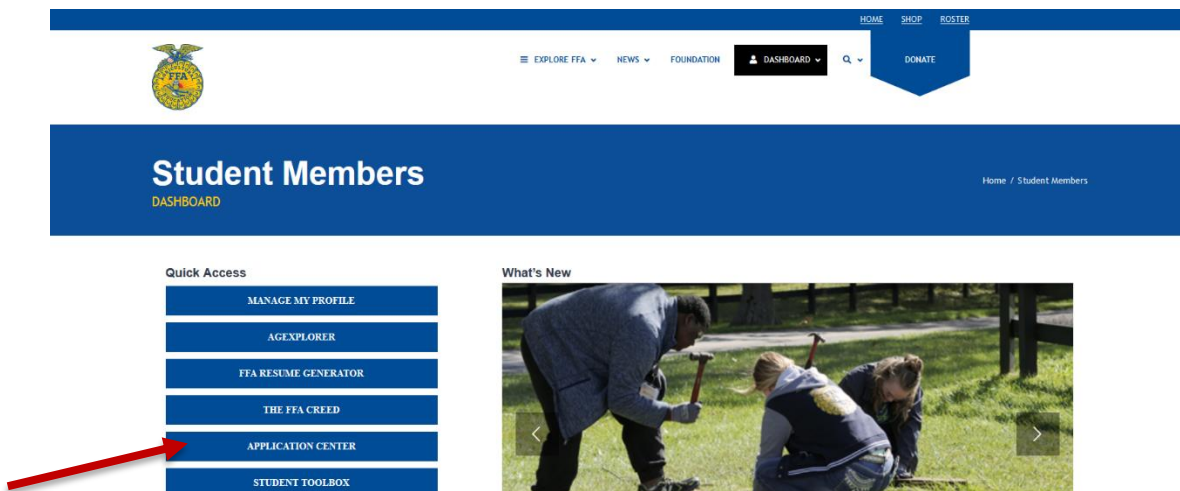 HOME SHOP ROSTER
EXPLORE FFA NEWS FOUNDATION DASHBOARD DONATE
FFA
Student Members
DASHBOARD
Home / Student Members
Quick Access
MANAGE MY PROFILE
AGEXPLORER
FFA RESUME GENERATOR
THE FFA CREED
APPLICATION CENTER
STUDENT TOOLBOX
What's New